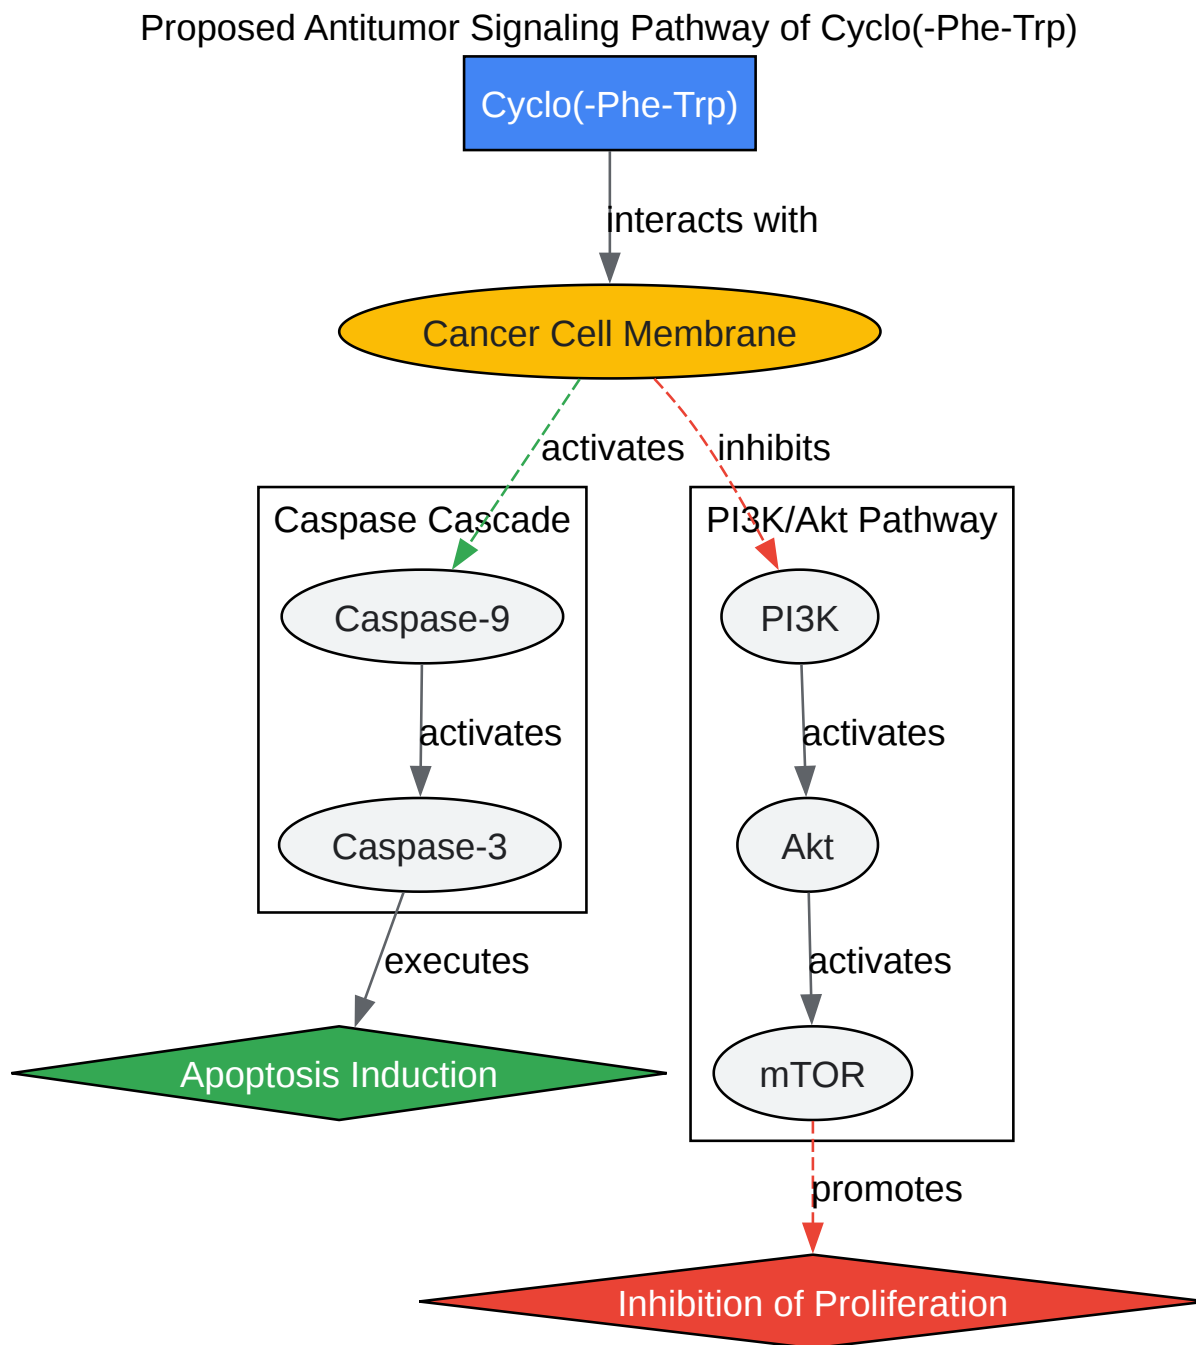 Proposed Antitumor Signaling Pathway of Cyclo(-Phe-Trp)
Cyclo(-Phe-Trp)
interacts with
Cancer Cell Membrane
activates
inhibits
Caspase Cascade
PI3K/Akt Pathway
Caspase-9
PI3K
activates
activates
Caspase-3
Akt
executes
activates
Apoptosis Induction
mTOR
promotes
Inhibition of Proliferation